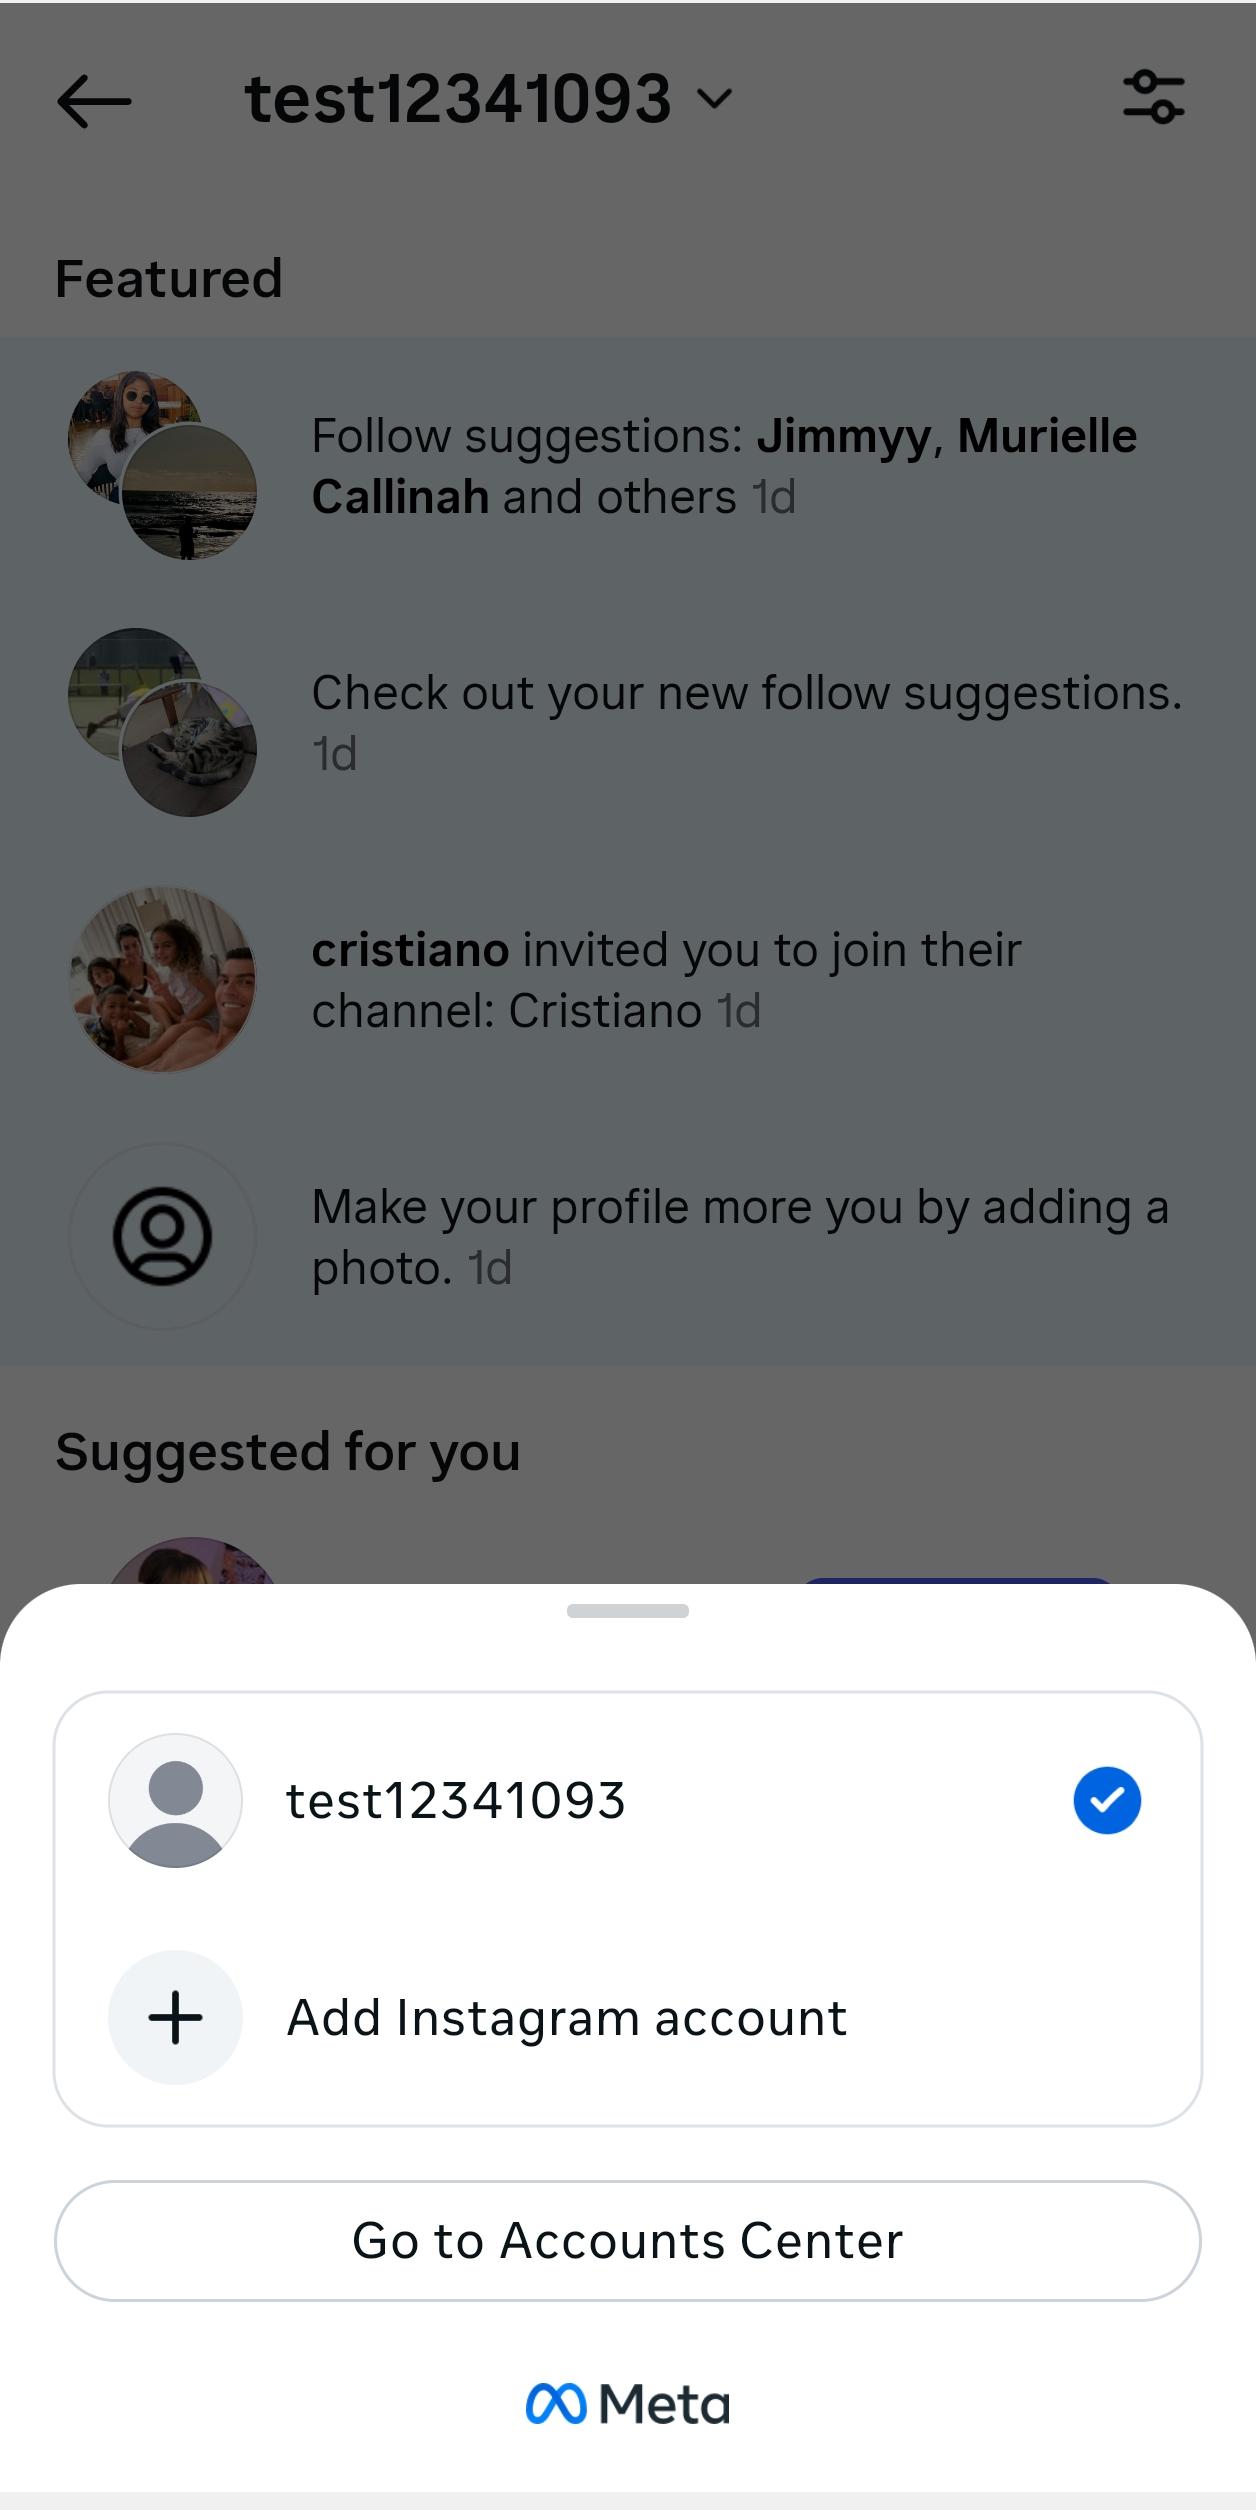 test12341093
Featured
Follow suggestions: Jimmyy, Murielle
Callinah and others 1d
Check out your new follow suggestions.
1d
cristiano invited you to join their
channel: Cristiano 1d
Make your profile more you by adding a
photo. 1d
Suggested for you
test12341093
Add Instagram account
Go to Accounts Center
Meta